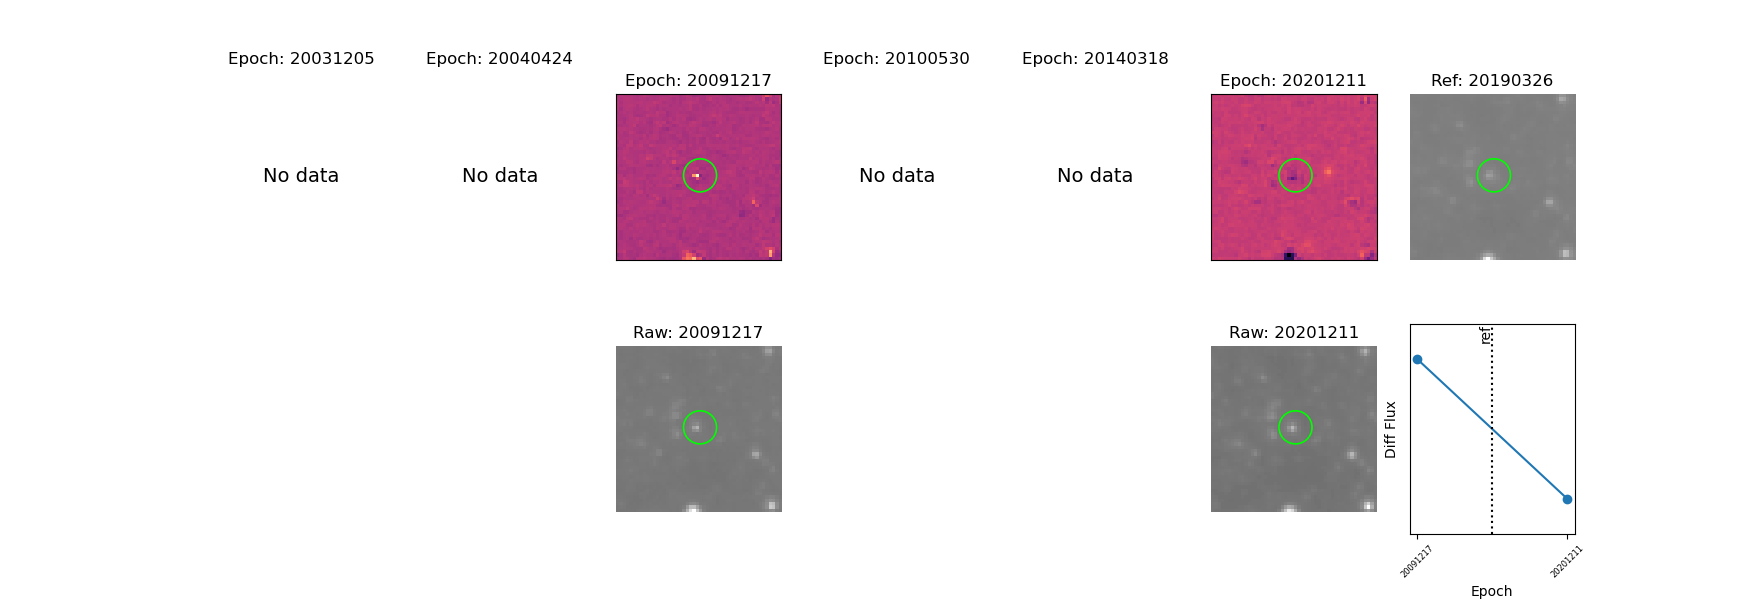 Epoch: 20031205
Epoch: 20040424
Epoch: 20091217
Epoch: 20100530
Epoch: 20140318
Epoch: 20201211
Ref: 20190326
No data
No data
No data
No data
Raw: 20091217
Raw: 20201211
ref
Diff Flux
20091217
20201211
Epoch